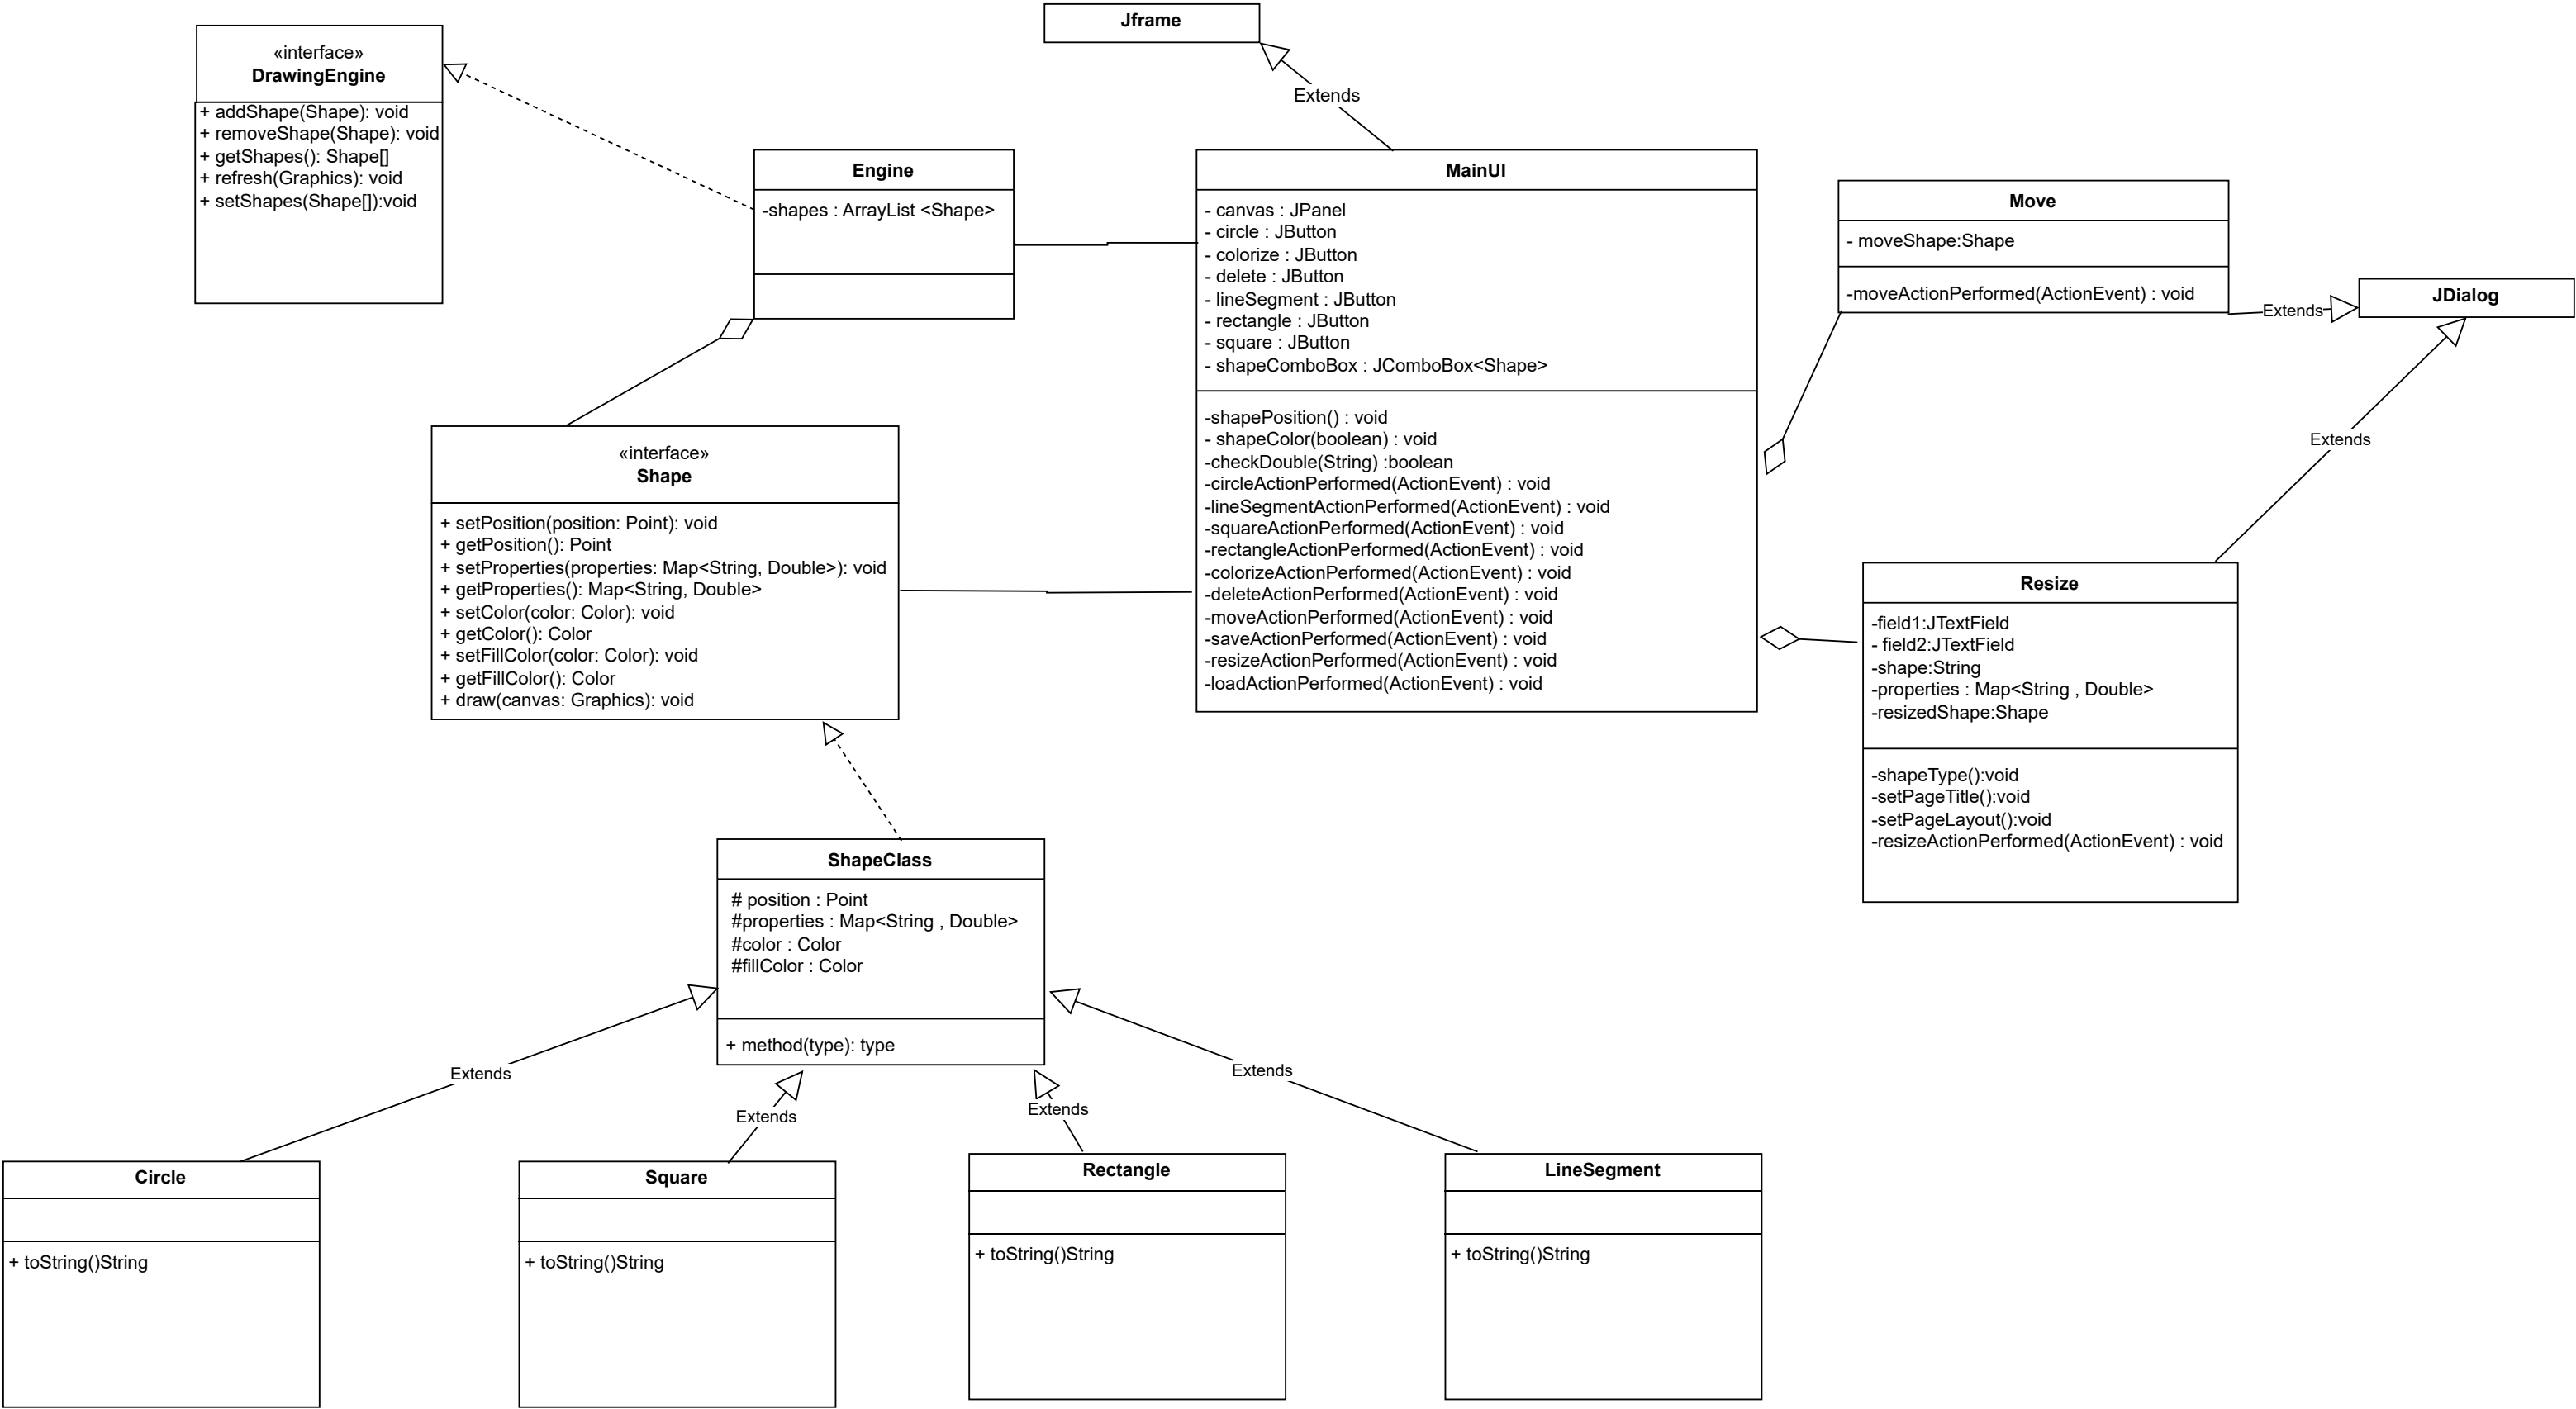 Jframe
Extends
«interface»
DrawingEngine
+ addShape(Shape): void
+ removeShape(Shape): void
+ getShapes(): Shape[]
+ refresh(Graphics): void
+ setShapes(Shape[]):void
Engine
-shapes : ArrayList <Shape>
MainUI
- canvas : JPanel
- circle : JButton
- colorize : JButton
- delete : JButton
- lineSegment : JButton
- rectangle : JButton
- square : JButton
- shapeComboBox : JComboBox<Shape>
-shapePosition() : void
- shapeColor(boolean) : void
-checkDouble(String) :boolean
-circleActionPerformed(ActionEvent) : void
-lineSegmentActionPerformed(ActionEvent) : void
-squareActionPerformed(ActionEvent) : void
-rectangleActionPerformed(ActionEvent) : void
-colorizeActionPerformed(ActionEvent) : void
-deleteActionPerformed(ActionEvent) : void
-moveActionPerformed(ActionEvent) : void
-saveActionPerformed(ActionEvent) : void
-resizeActionPerformed(ActionEvent) : void
-loadActionPerformed(ActionEvent) : void
Move
- moveShape:Shape
-moveActionPerformed(ActionEvent) : void
Extends
JDialog
Extends
«interface»
Shape
+ setPosition(position: Point): void
+ getPosition(): Point
+ setProperties(properties: Map<String, Double>): void
+ getProperties(): Map<String, Double>
+ setColor(color: Color): void
+ getColor(): Color
+ setFillColor(color: Color): void
+ getFillColor(): Color
+ draw(canvas: Graphics): void
Resize
-field1:JTextField
- field2:JTextField
-shape:String
-properties : Map<String , Double>
-resizedShape:Shape
-shapeType():void
-setPageTitle():void
-setPageLayout():void
-resizeActionPerformed(ActionEvent) : void
ShapeClass
# position : Point
#properties : Map<String , Double>
#color : Color
#fillColor : Color
+ method(type): type
Extends
Extends
Extends
Extends
Circle
+ toString()String
Square
+ toString()String
Rectangle
+ toString()String
LineSegment
+ toString()String